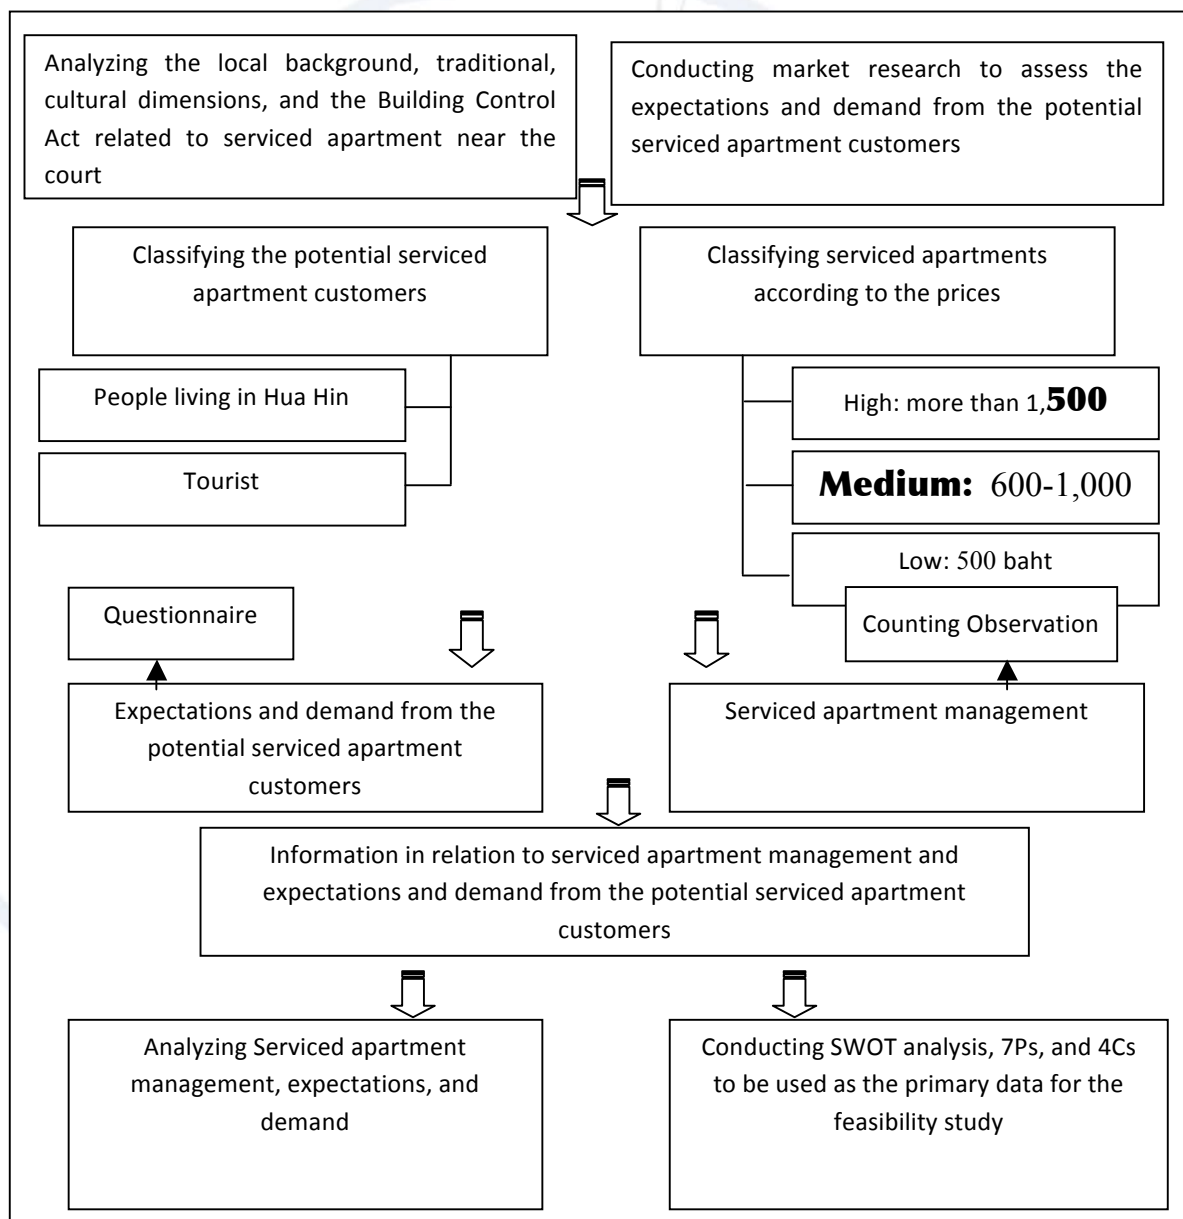 Analyzing the local background, traditional,
cultural dimensions, and the Building Control
Act related to serviced apartment near the
court
Conducting market research to assess the
expectations and demand from the potential
serviced apartment customers
Classifying the potential serviced
apartment customers
Classifying serviced apartments
according to the prices
People living in Hua Hin
Tourist
High: more than 1,500
Medium: 600-1,000
Low: 500 baht
Questionnaire
Counting Observation
Expectations and demand from the
potential serviced apartment
customers
Serviced apartment management
Information in relation to serviced apartment management and
expectations and demand from the potential serviced apartment
customers
Analyzing Serviced apartment
management, expectations, and
demand
Conducting SWOT analysis, 7Ps, and 4Cs
to be used as the primary data for the
feasibility study